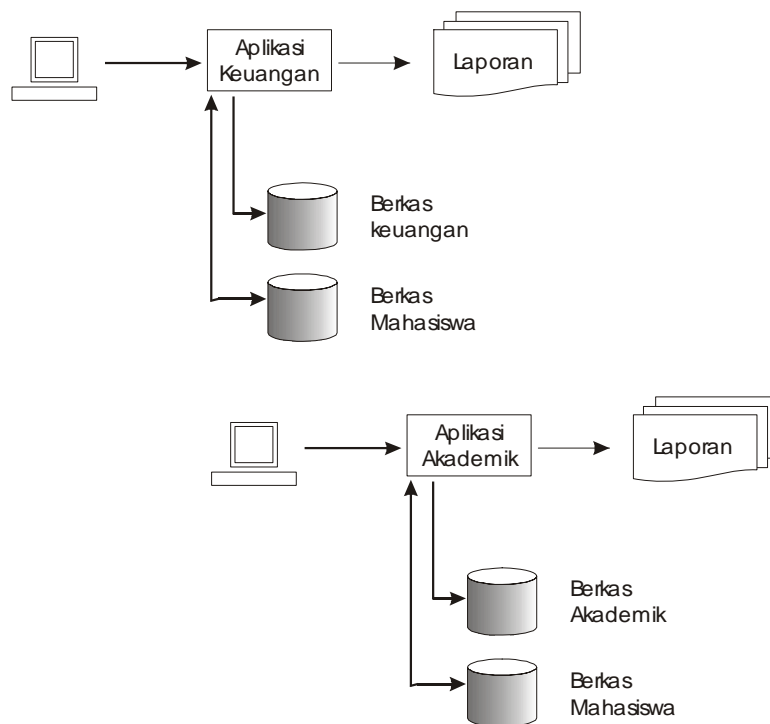 Aplikasi
Keuangan
Laporan
Berkas
keuangan
Berkas
Mahasiswa
Aplikasi
Akademik
Laporan
Berkas
Akademik
Berkas
Mahasiswa